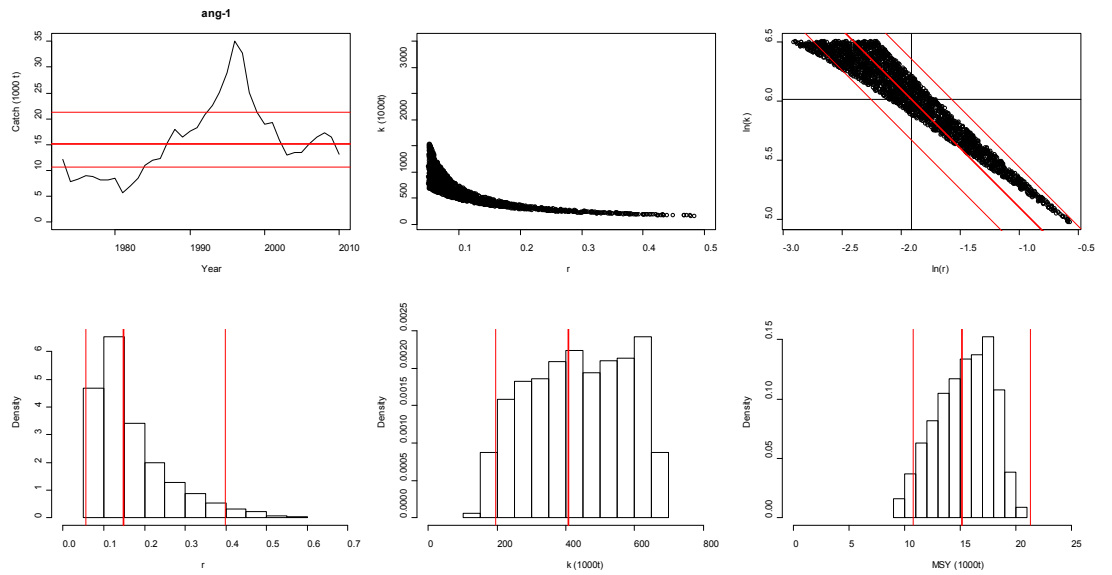 ang-1
Catch (1000 t)
0 5 10 15 20 25 30 35
1980 1990 2000 2010
Year
k (1000t)
0 500 1000 2000 3000
0.1 0.2 0.3 0.4 0.5
r
ln(k)
5.0 5.5 6.0 6.5
-3.0 -2.5 -2.0 -1.5 -1.0 -0.5
ln(r)
Density
0 1 2 3 4 5 6
0.0 0.1 0.2 0.3 0.4 0.5 0.6 0.7
r
Density
0.0000 0.0005 0.0010 0.0015 0.0020 0.0025
0 200 400 600 800
k (1000t)
Density
0.00 0.05 0.10 0.15
0 5 10 15 20 25
MSY (1000t)